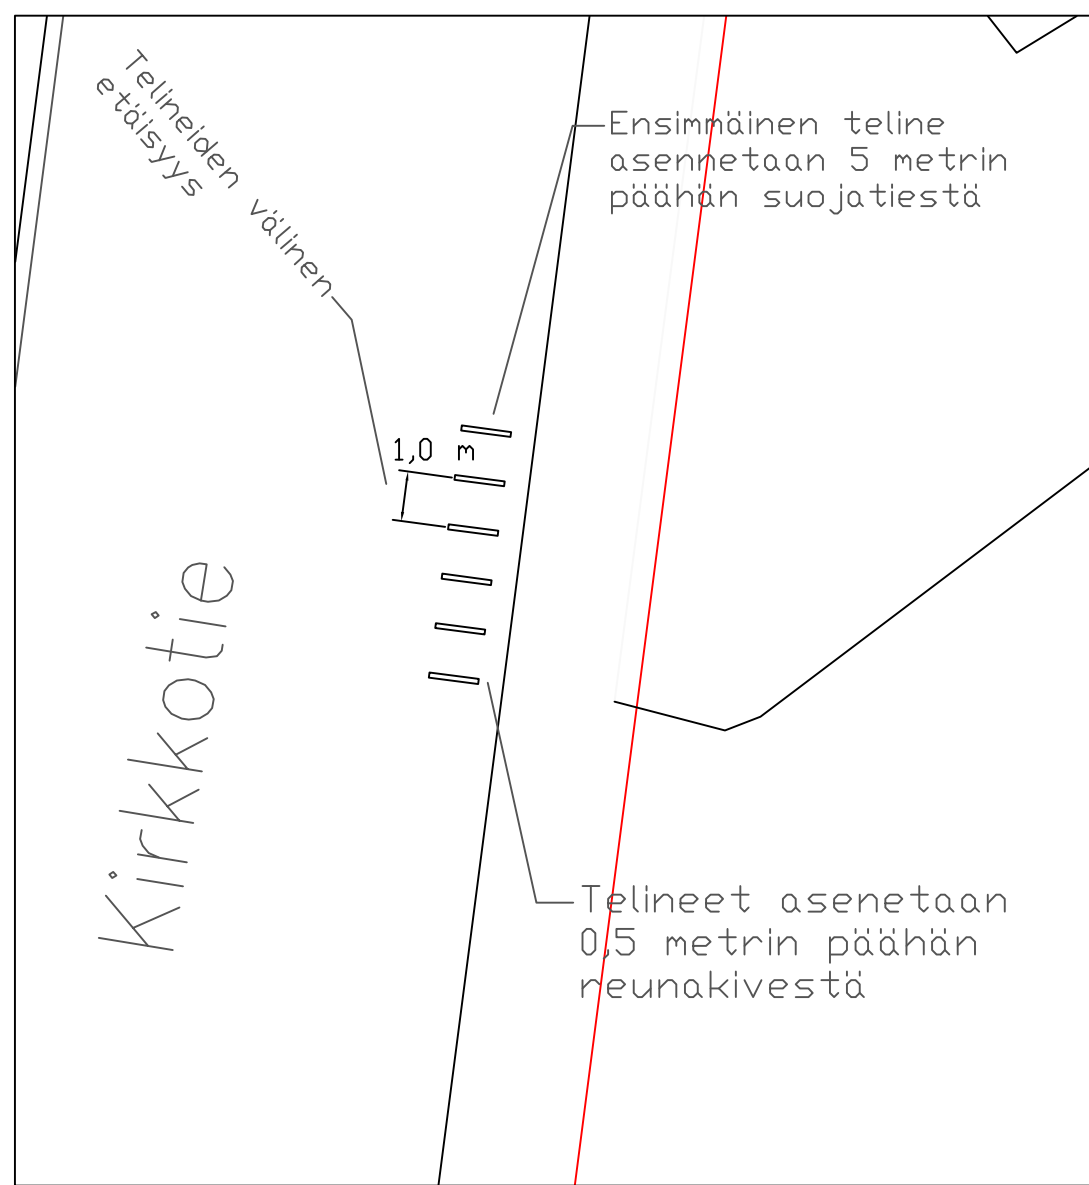 Telineiden välinen
etäisyys
Ensimmäinen teline
asennetaan 5 metrin
päähän suojatiestä
1,0 m
Kirkkotie
Telineet asenetaan
0,5 metrin päähän
reunakivestä